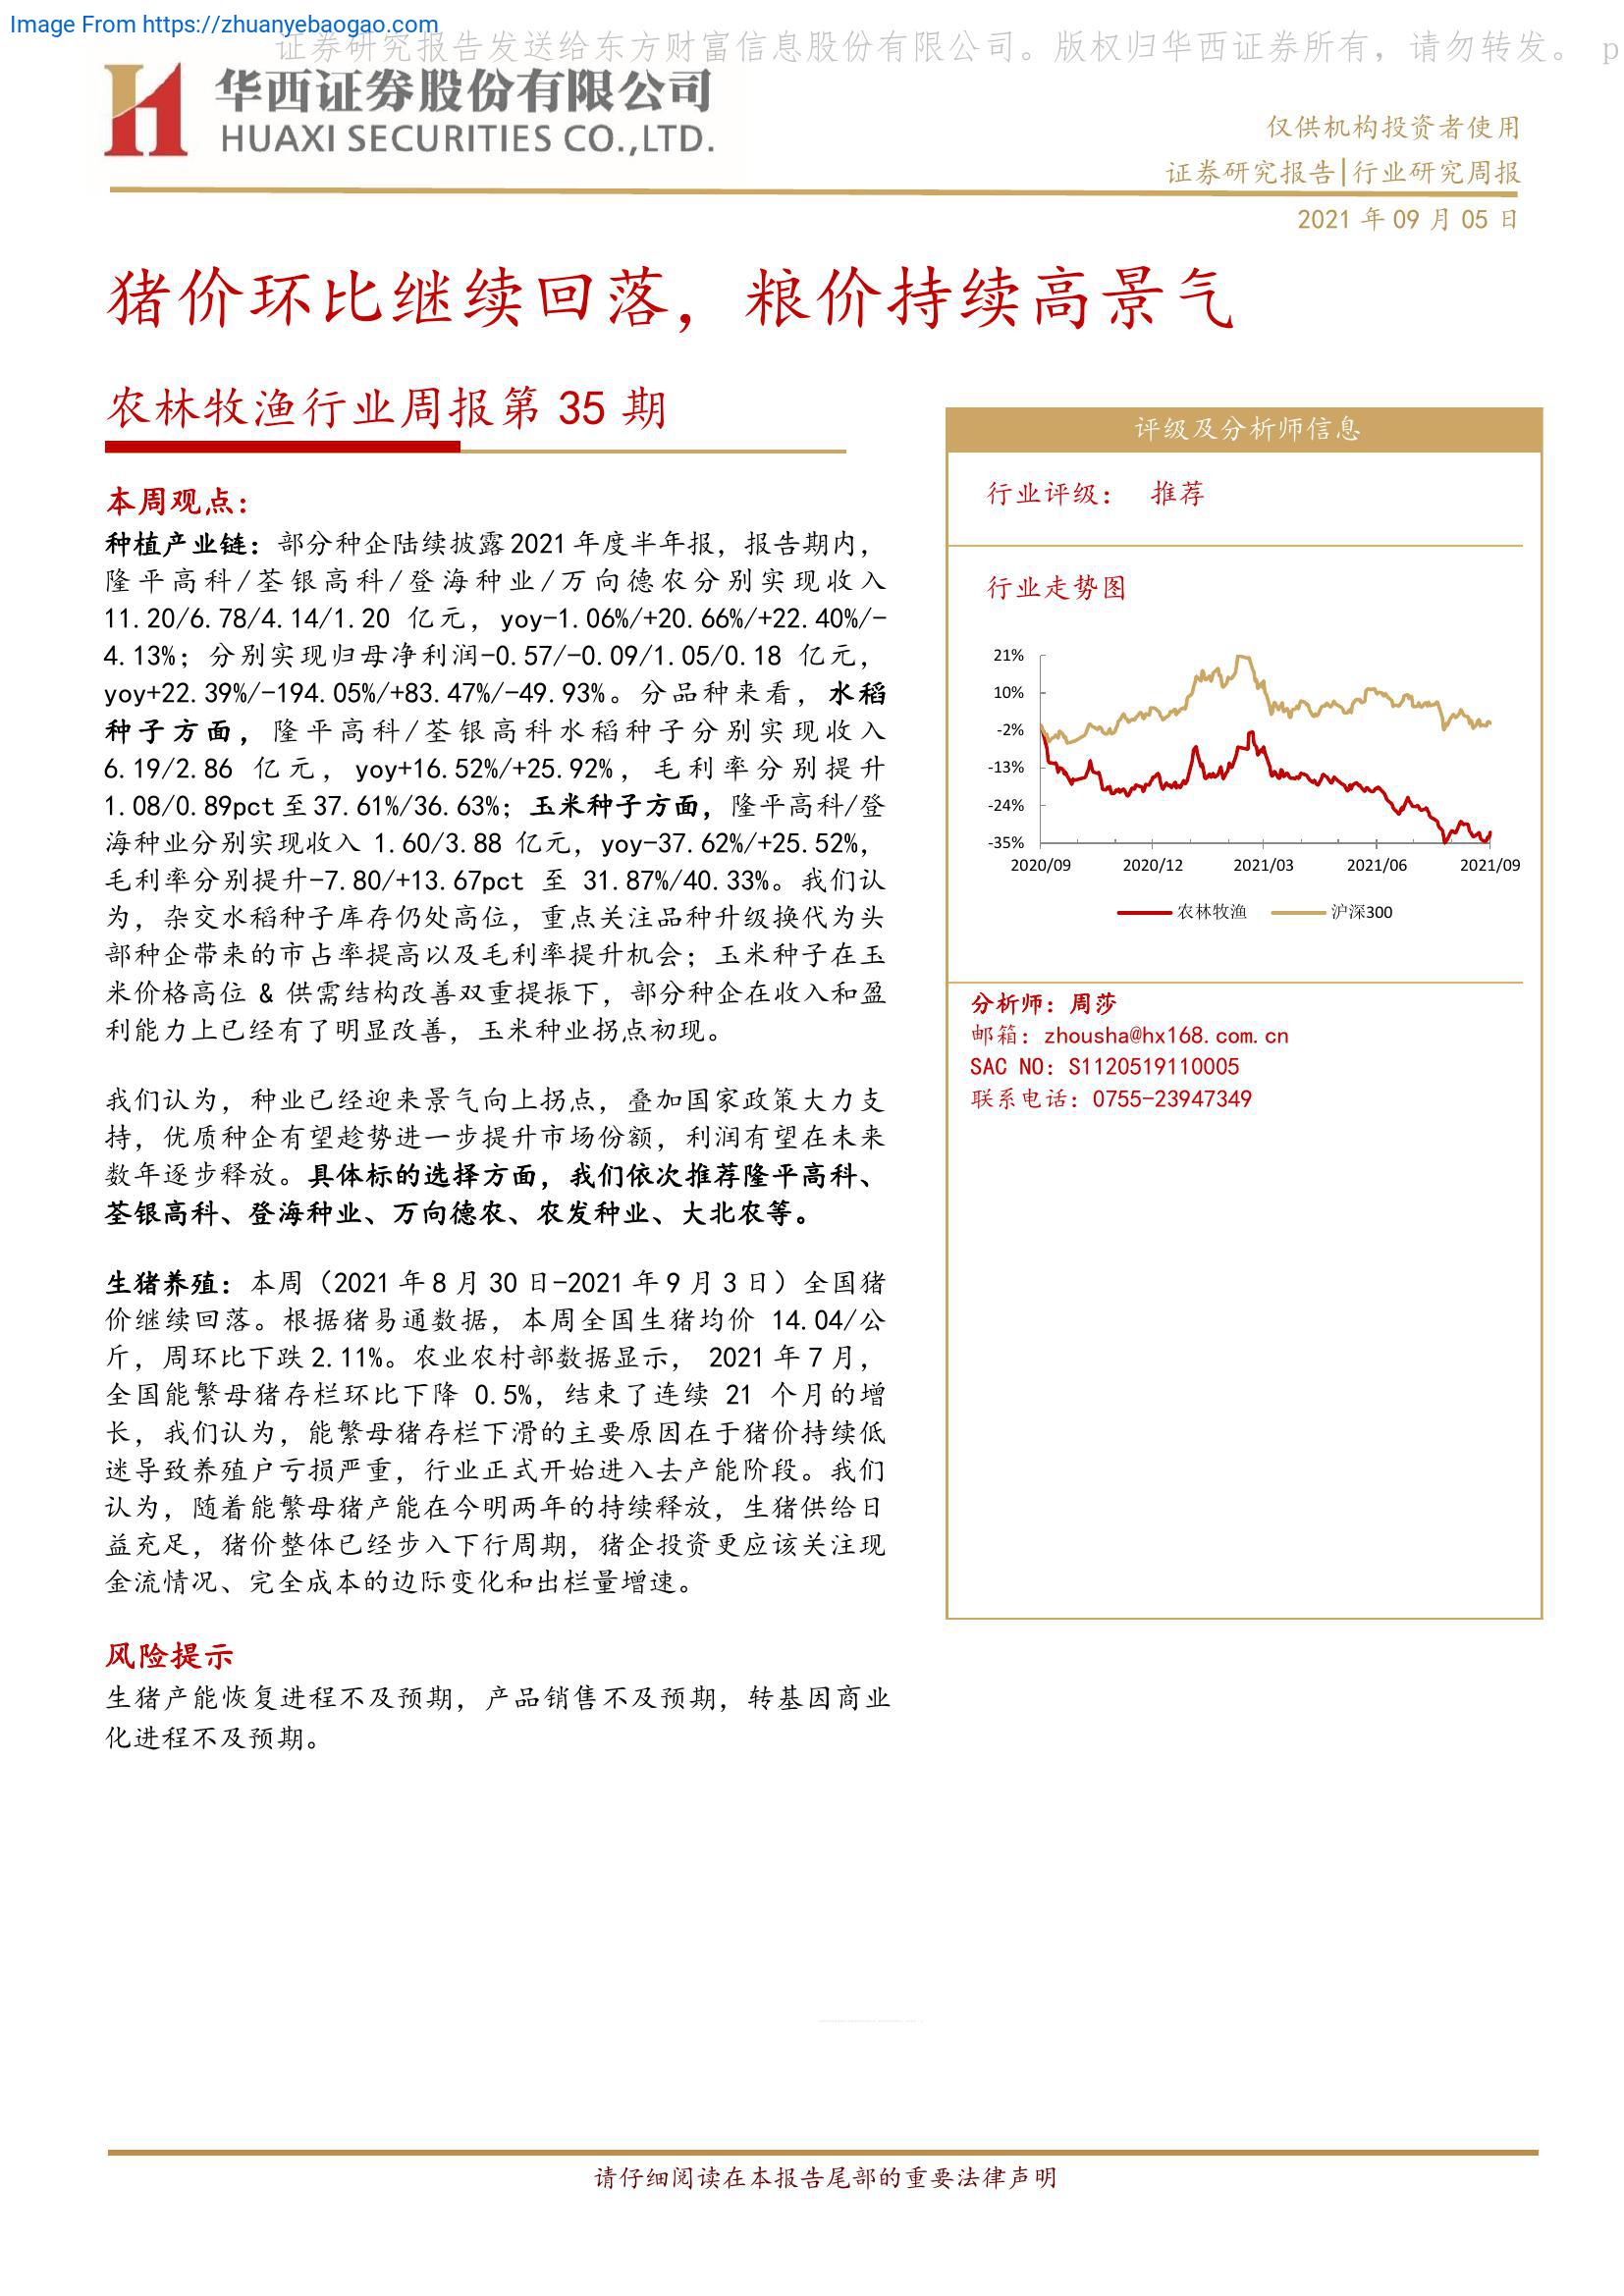 Image From https://zhuanyebaogao.com
证券研究报告发送给东方财富信息股份有限公司。版权归华西证券所有，请勿转发。 p
华西证券股份有限公司
HUAXI SECURITIES CO.,LTD.
仅供机构投资者使用
证券研究报告|行业研究周报
2021 年 09 月 05 日
猪价环比继续回落，粮价持续高景气
农林牧渔行业周报第 35 期
本周观点：
种植产业链：部分种企陆续披露 2021 年度半年报，报告期内，
隆平高科/荃银高科/登海种业/万向德农分别实现收入
11.20/6.78/4.14/1.20 亿元，yoy-1.06%/+20.66%/+22.40%/-
4.13%；分别实现归母净利润-0.57/-0.09/1.05/0.18 亿元，
yoy+22.39%/-194.05%/+83.47%/-49.93%。分品种来看，水稻
种子方面，隆平高科/荃银高科水稻种子分别实现收入
6.19/2.86 亿元，yoy+16.52%/+25.92%，毛利率分别提升
1.08/0.89pct 至 37.61%/36.63%；玉米种子方面，隆平高科/登
海种业分别实现收入 1.60/3.88 亿元，yoy-37.62%/+25.52%，
毛利率分别提升-7.80/+13.67pct 至 31.87%/40.33%。我们认
为，杂交水稻种子库存仍处高位，重点关注品种升级换代为头
部种企带来的市占率提高以及毛利率提升机会；玉米种子在玉
米价格高位 & 供需结构改善双重提振下，部分种企在收入和盈
利能力上已经有了明显改善，玉米种业拐点初现。
我们认为，种业已经迎来景气向上拐点，叠加国家政策大力支
持，优质种企有望趁势进一步提升市场份额，利润有望在未来
数年逐步释放。具体标的选择方面，我们依次推荐隆平高科、
荃银高科、登海种业、万向德农、农发种业、大北农等。
生猪养殖：本周（2021 年 8 月 30 日-2021 年 9 月 3 日）全国猪
价继续回落。根据猪易通数据，本周全国生猪均价 14.04/公
斤，周环比下跌 2.11%。农业农村部数据显示， 2021 年 7 月，
全国能繁母猪存栏环比下降 0.5%，结束了连续 21 个月的增
长，我们认为，能繁母猪存栏下滑的主要原因在于猪价持续低
迷导致养殖户亏损严重，行业正式开始进入去产能阶段。我们
认为，随着能繁母猪产能在今明两年的持续释放，生猪供给日
益充足，猪价整体已经步入下行周期，猪企投资更应该关注现
金流情况、完全成本的边际变化和出栏量增速。
风险提示
生猪产能恢复进程不及预期，产品销售不及预期，转基因商业
化进程不及预期。
评级及分析师信息
行业评级： 推荐
行业走势图
21%
10%
-2%
-13%
-24%
-35%
2020/09 2020/12 2021/03 2021/06 2021/09
农林牧渔 沪深300
分析师：周莎
邮箱：zhousha@hx168.com.cn
SAC NO：S1120519110005
联系电话：0755-23947349
请仔细阅读在本报告尾部的重要法律声明